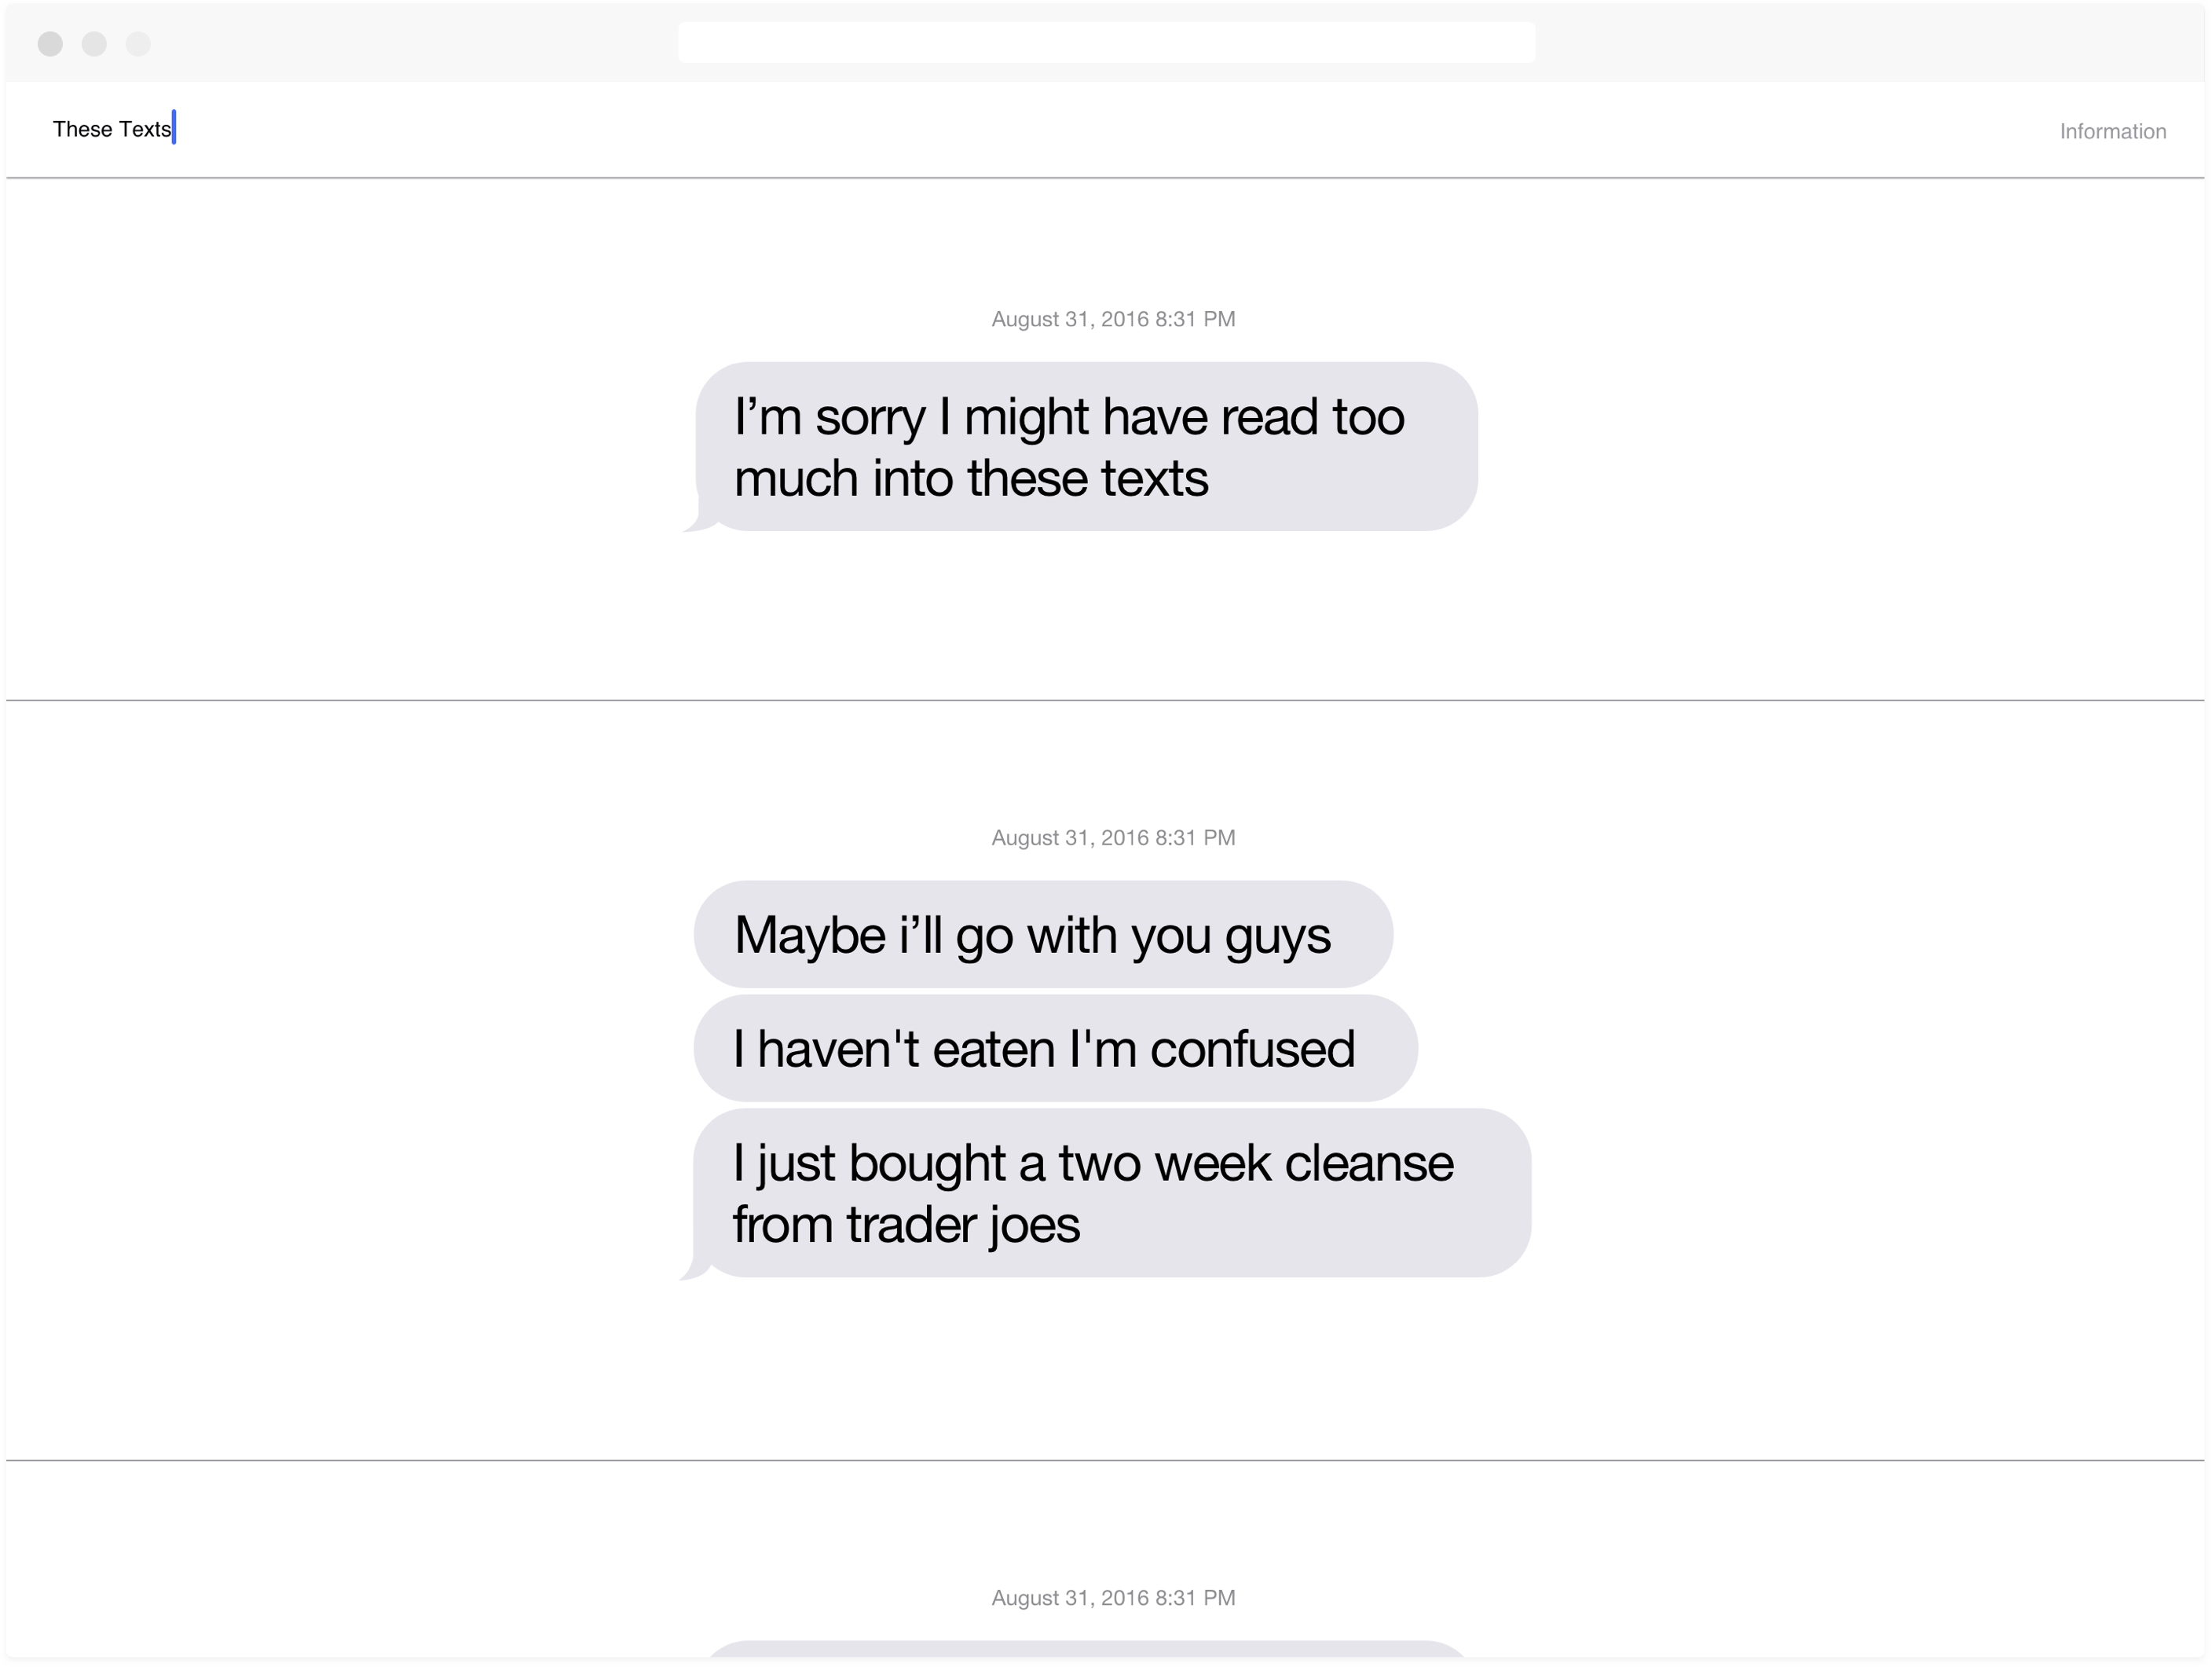 These Texts
Information
August 31, 2016 8:31 PM
I’m sorry I might have read too
much into these texts
August 31, 2016 8:31 PM
Maybe i’ll go with you guys
I haven't eaten I'm confused
I just bought a two week cleanse
from trader joes
August 31, 2016 8:31 PM